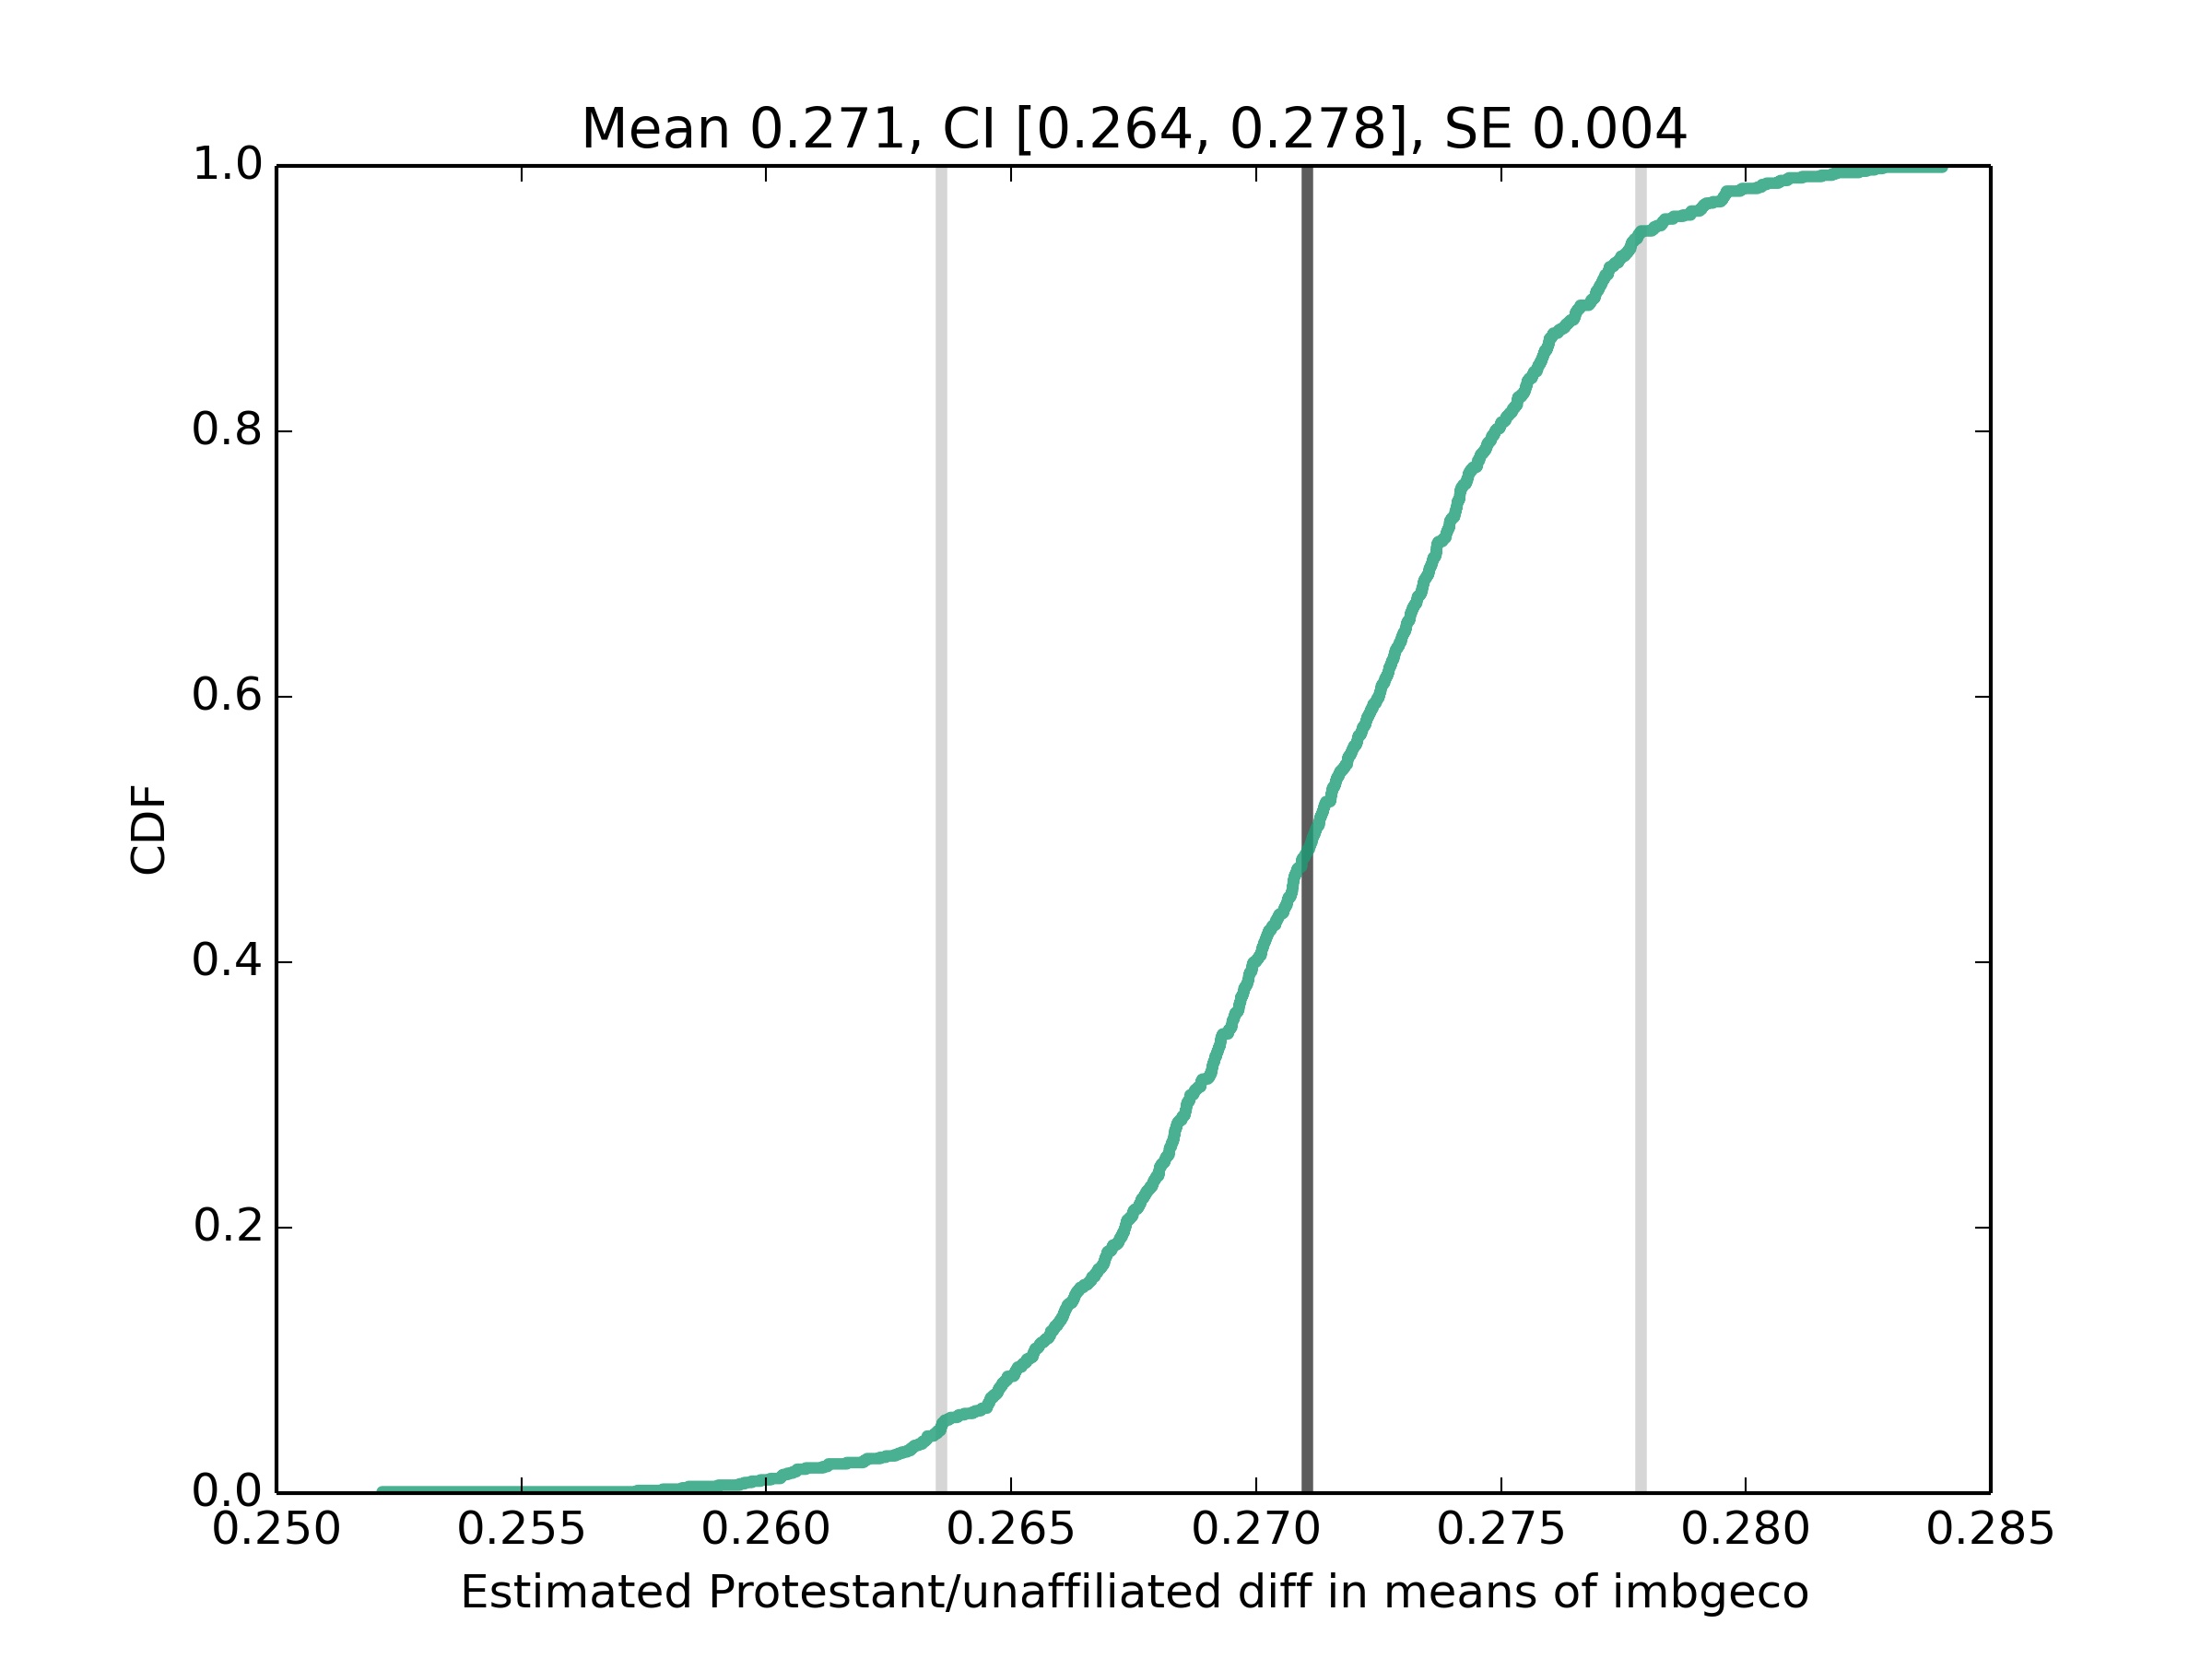 Mean 0.271, CI [0.264, 0.278], SE 0.004
1.0
0.8
0.6
0.4
0.2
0.0
CDF
0.250 0.255 0.260 0.265 0.270 0.275 0.280 0.285
Estimated Protestant/unaffiliated diff in means of imbgeco